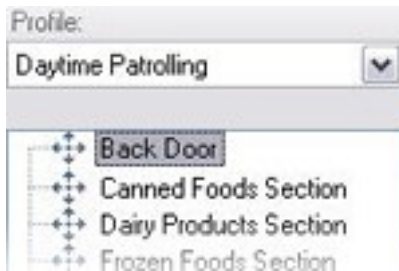 Profile:
Daytime Patrolling
Back Door
Canned Foods Section
Dairy Products Section
Frozen Foods Section